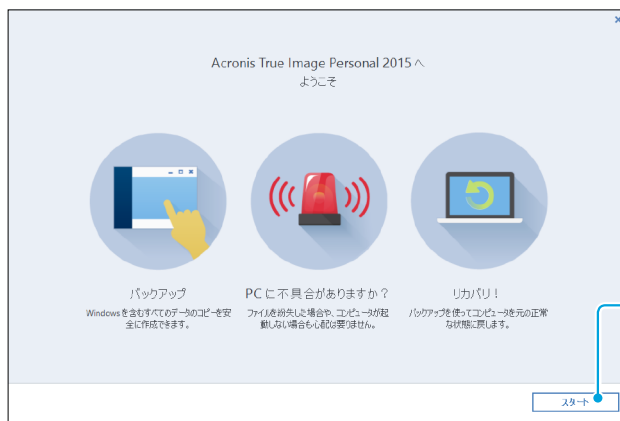 Acronis True Image Personal 2015 へ
ようこそ
バックアップ
Windows を含むすべてのデータのコピーを安
全に作成できます。
PC に不具合がありますか?
ファイルを紛失した場合や、コンピュータが起
動しない場合も心配は要りません。
リカバリ!
バックアップを使ってコンピュータを元の正常
な状態に戻します。
スタート